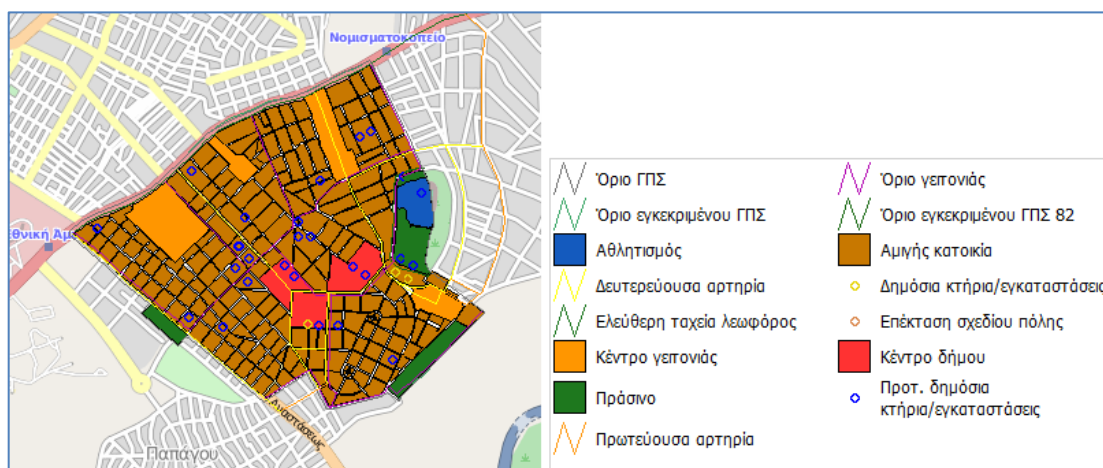 Νομισματοκοπείο
Εθνική Άμ
Αναστάσεως
Παπάγου
Όριο ΓΠΣ
Όριο γειτονιάς
Όριο εγκεκριμένου ΓΠΣ
Όριο εγκεκριμένου ΓΠΣ 82
Αθλητισμός
Αμιγής κατοικία
Δευτερεύουσα αρτηρία
Δημόσια κτήρια/εγκαταστάσεις
Ελεύθερη ταχεία λεωφόρος
Επέκταση σχεδίου πόλης
Κέντρο γειτονιάς
Κέντρο δήμου
Πράσινο
Προτ. δημόσια
κτήρια/εγκαταστάσεις
Πρωτεύουσα αρτηρία